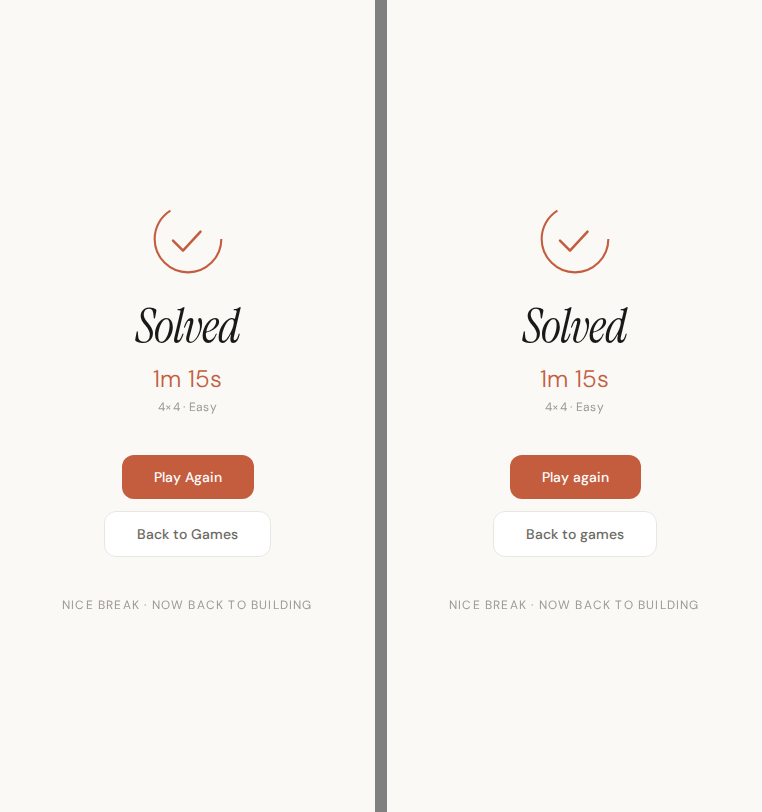 Solved
1m 15s
4×4 · Easy
Play Again
Back to Games
NICE BREAK · NOW BACK TO BUILDING
Solved
1m 15s
4×4 · Easy
Play again
Back to games
NICE BREAK · NOW BACK TO BUILDING